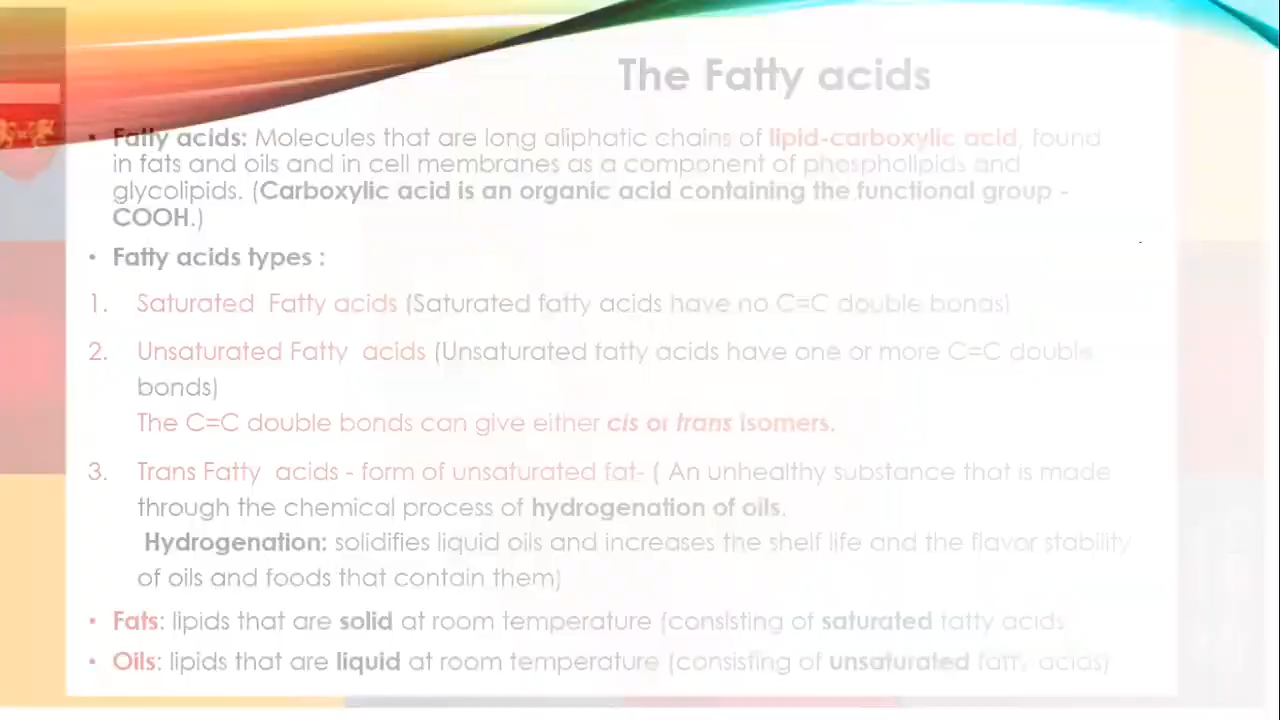 The Fatty acids
• Fatty acids: Molecules that are long aliphatic chains of lipid-carboxylic acid, found
in fats and oils and in cell membranes as a component of phospholipids and
glycolipids. (Carboxylic acid is an organic acid containing the functional group -
COOH.)
• Fatty acids types :
1. Saturated Fatty acids (Saturated fatty acids have no C=C double bonds)
2. Unsaturated Fatty acids (Unsaturated fatty acids have one or more C=C double
bonds)
The C=C double bonds can give either cis or trans isomers.
3. Trans Fatty acids - form of unsaturated fat- ( An unhealthy substance that is made
through the chemical process of hydrogenation of oils.
Hydrogenation: solidifies liquid oils and increases the shelf life and the flavor stability
of oils and foods that contain them)
• Fats: lipids that are solid at room temperature (consisting of saturated fatty acids
• Oils: lipids that are liquid at room temperature (consisting of unsaturated fatty acids)